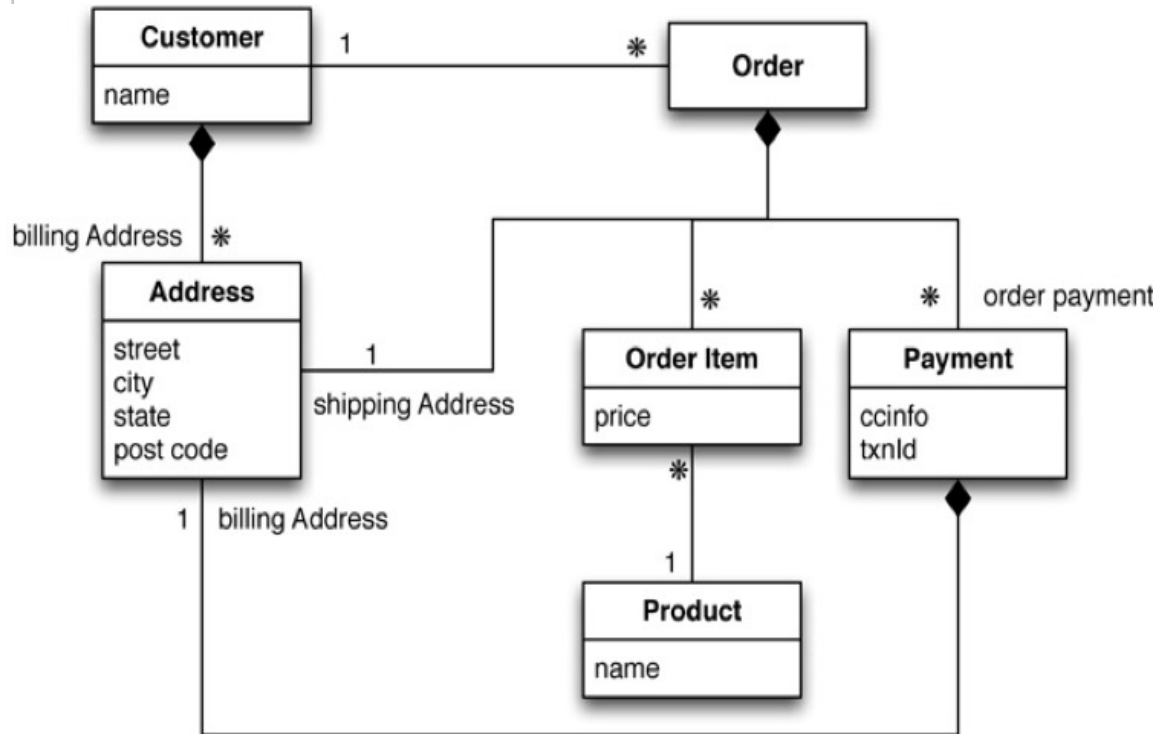 Customer
name
1
*
Order
billing Address
*
Address
street
city
state
post code
1
shipping Address
*
Order Item
price
*
order payment
Payment
ccinfo
txnId
1
billing Address
*
1
Product
name